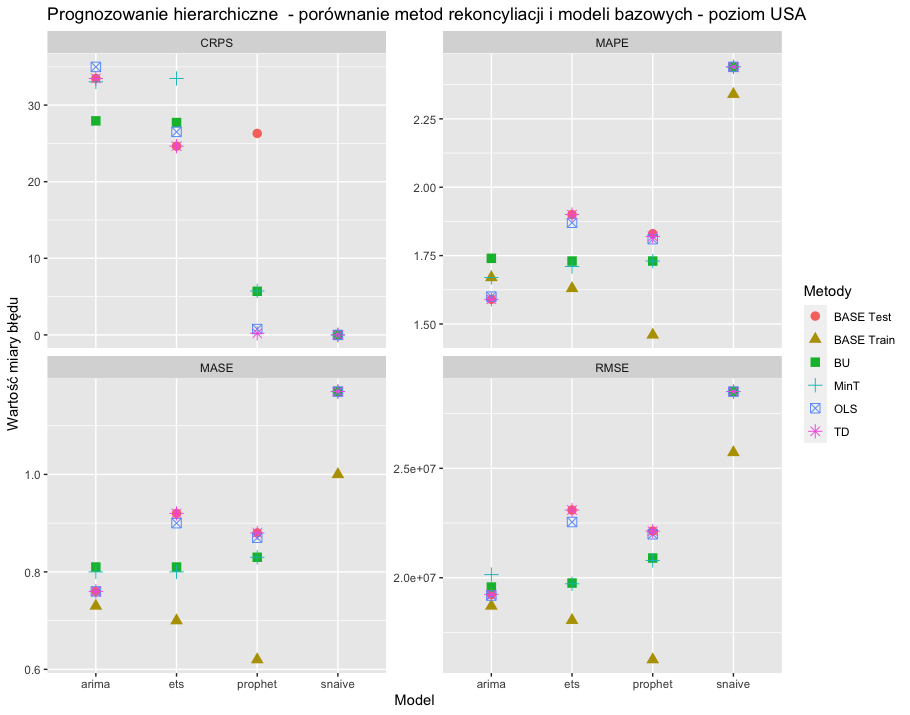 Prognozowanie hierarchiczne  - porównanie metod rekoncyliacji i modeli bazowych - poziom USA
CRPS
MAPE
30
20
10
0
2.25
2.00
1.75
1.50
MASE
RMSE
1.0
0.8
0.6
2.5e+07
2.0e+07
arima
ets
prophet
snaive
arima
ets
prophet
snaive
Model
Wartość miary błędu
Metody
BASE Test
BASE Train
BU
MinT
OLS
TD